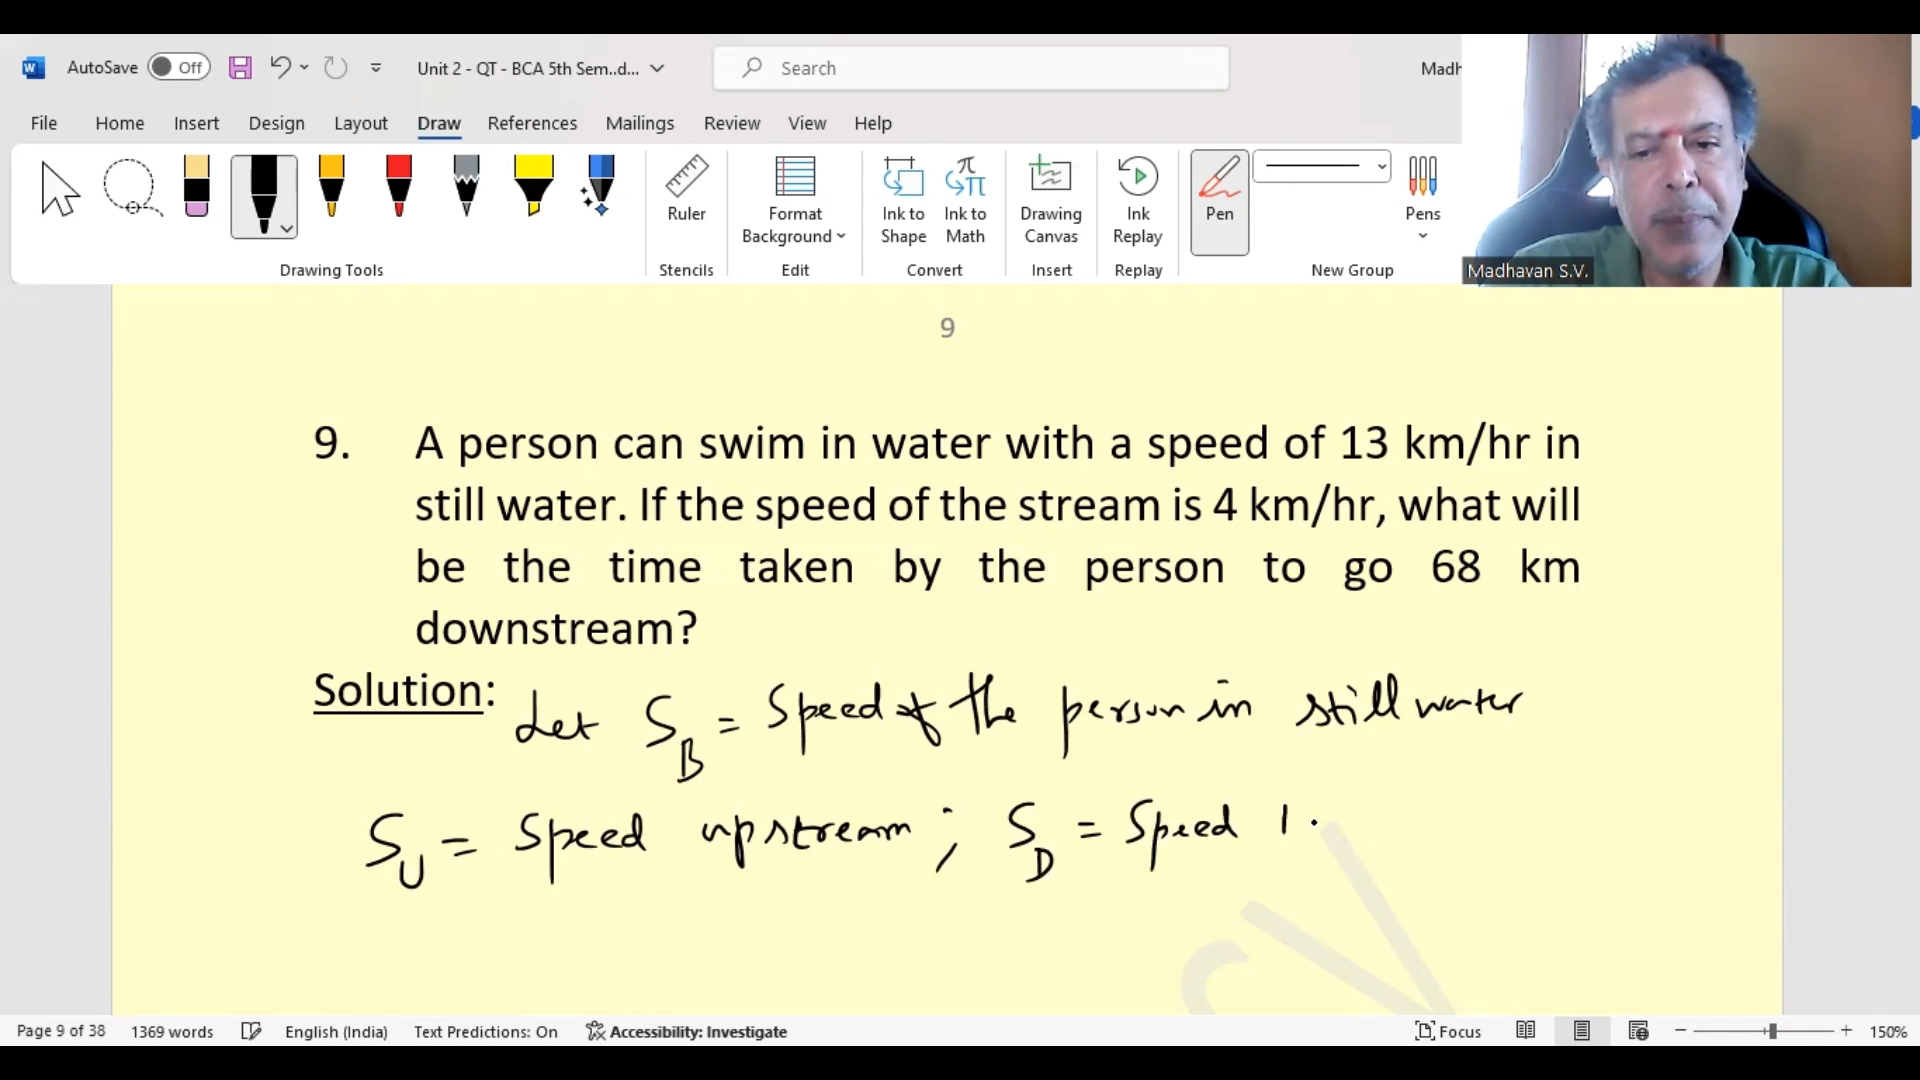 AutoSave Off Unit 2 - QT - BCA 5th Sem..d... Search Madh
File Home Insert Design Layout Draw References Mailings Review View Help
Ruler Format Background Ink to Shape Ink to Math Drawing Canvas Ink Replay Pen Pens
Drawing Tools Stencils Edit Convert Insert Replay New Group
Madhavan S.V.
9
9. A person can swim in water with a speed of 13 km/hr in
still water. If the speed of the stream is 4 km/hr, what will
be the time taken by the person to go 68 km
downstream?
Solution: Let S_B = Speed of the person in still water
S_U = Speed upstream ; S_D = Speed
Page 9 of 38 1369 words English (India) Text Predictions: On Accessibility: Investigate Focus 150%